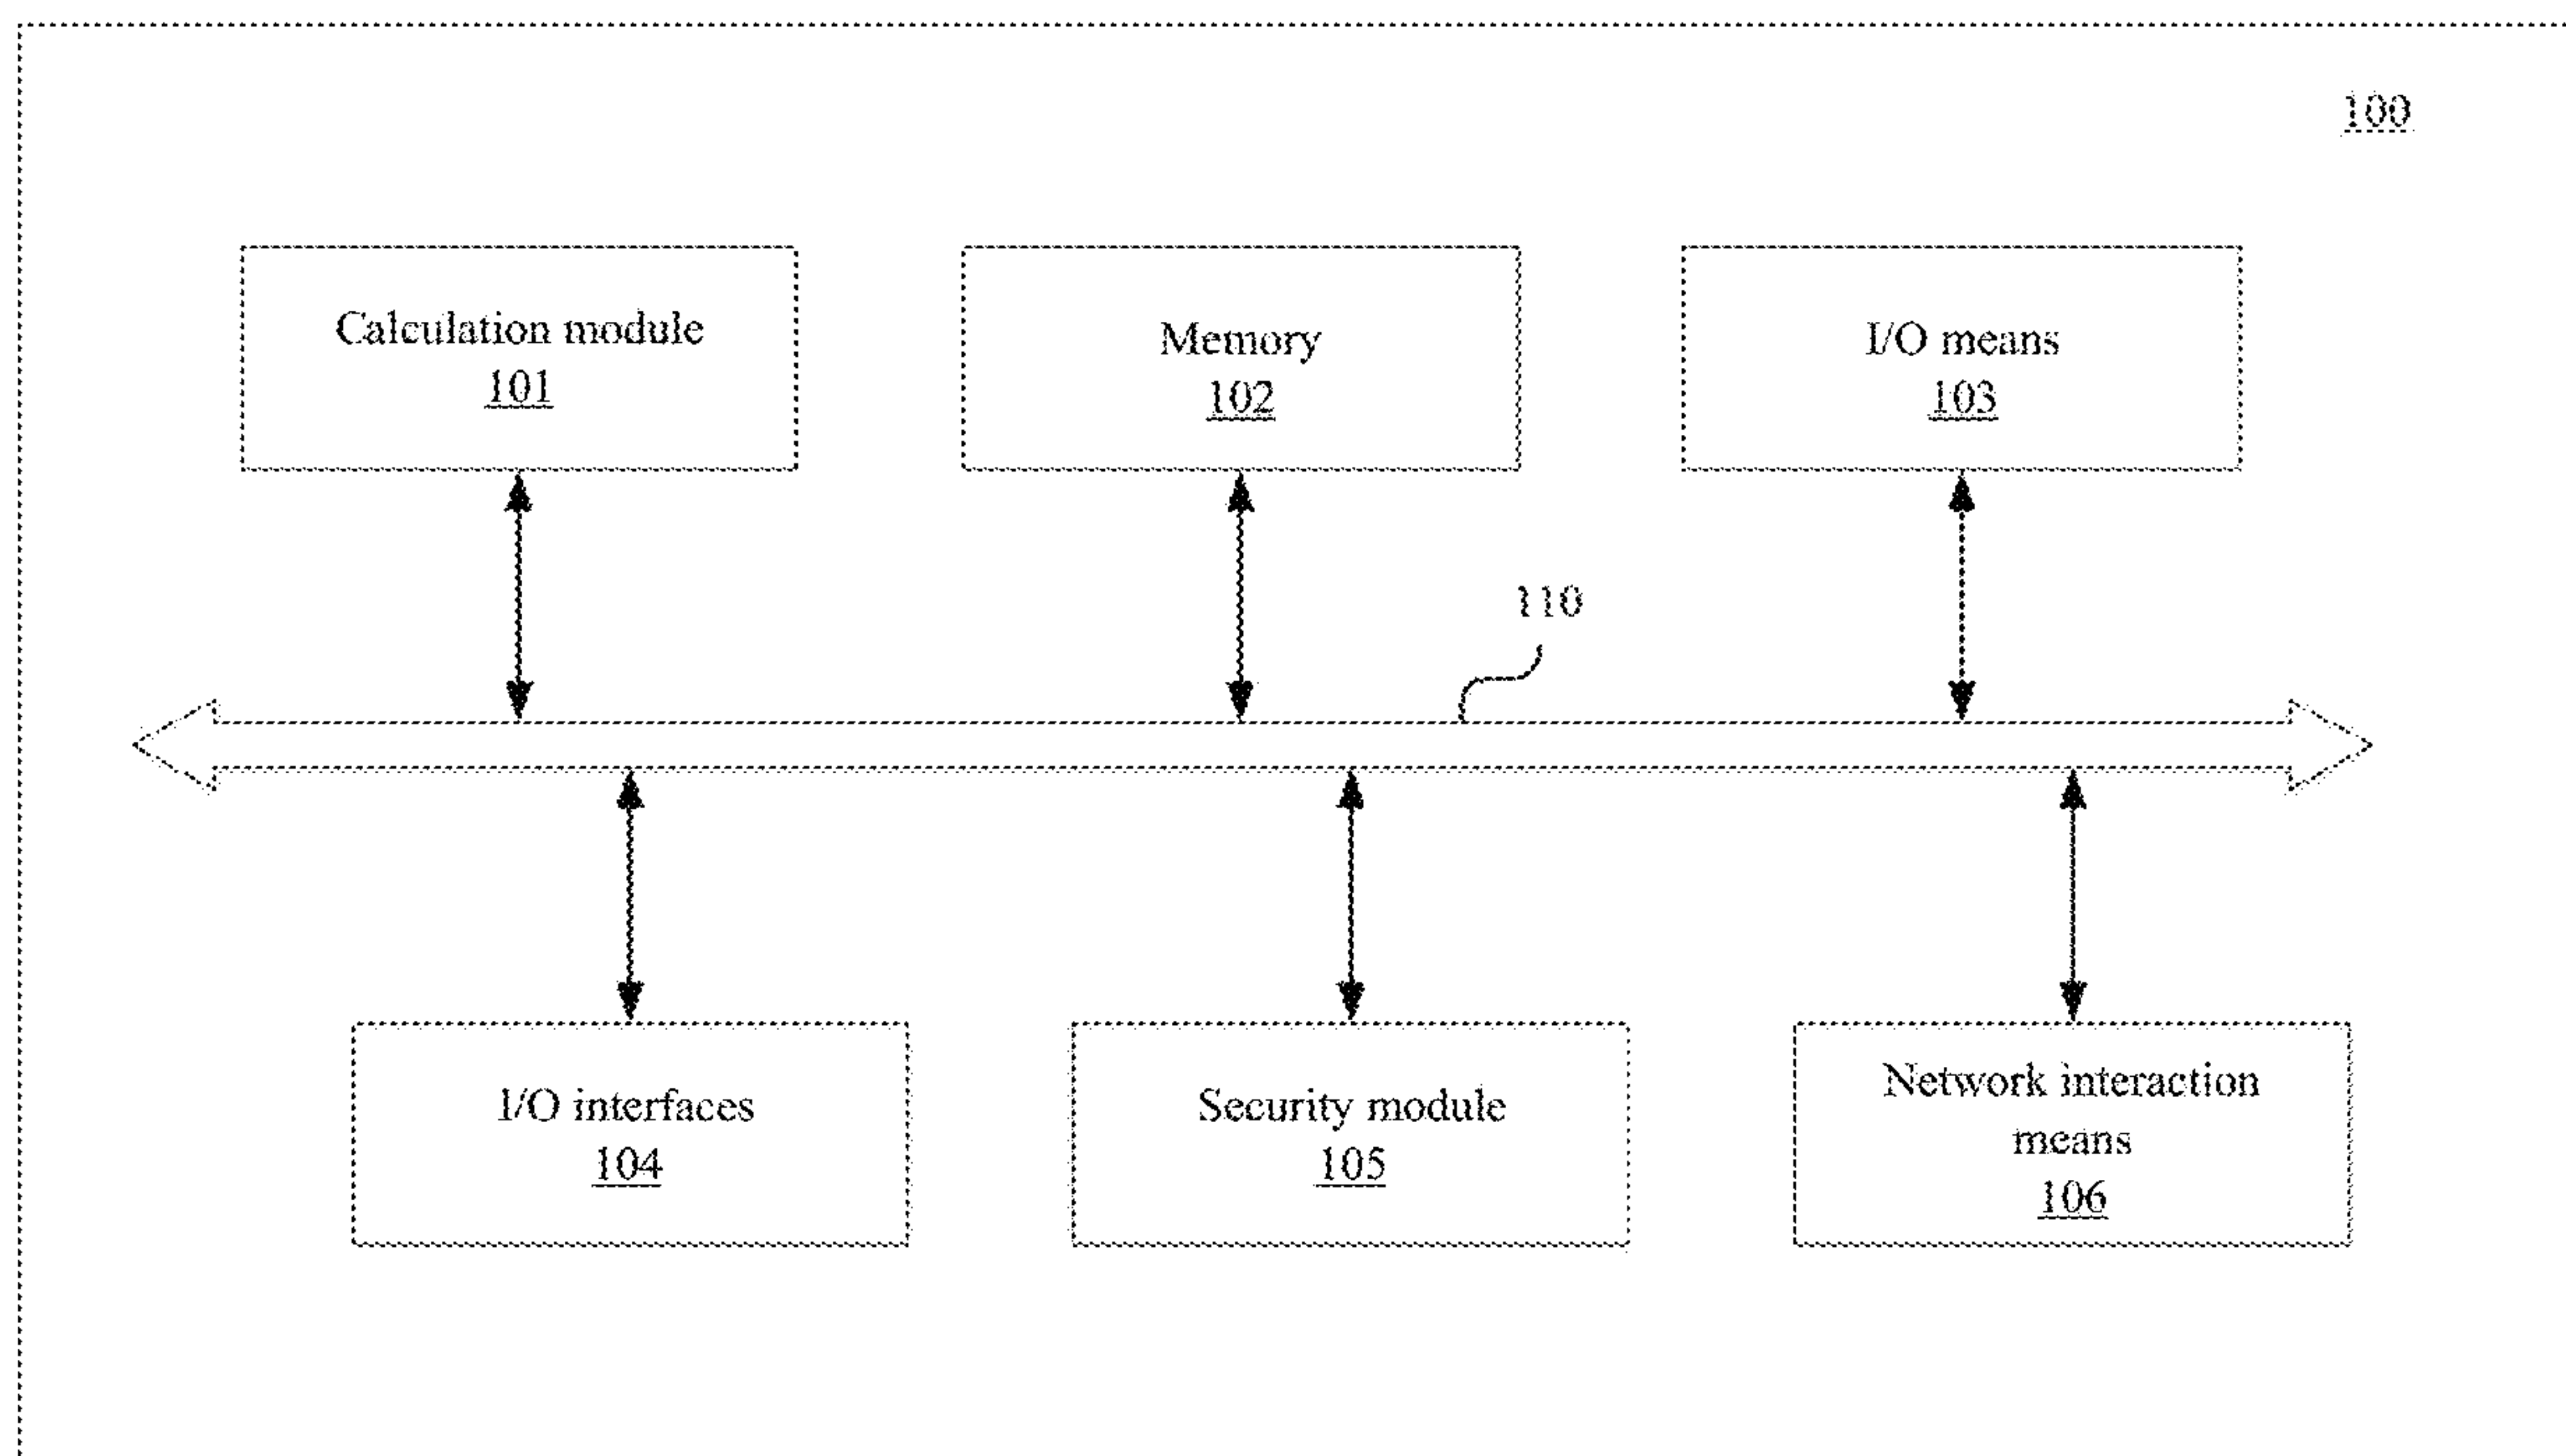 100
Calculation module
101
Memory
102
I/O means
103
110
I/O interfaces
104
Security module
105
Network interaction
means
106